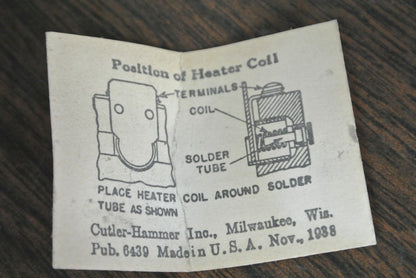 Position of Heater Coil
TERMINALS
COIL
SOLDER
TUBE
PLACE HEATER COIL AROUND SOLDER
TUBE AS SHOWN
Cutler-Hammer Inc., Milwaukee, Wis.
Pub. 6439 Made in U.S.A. Nov., 1938